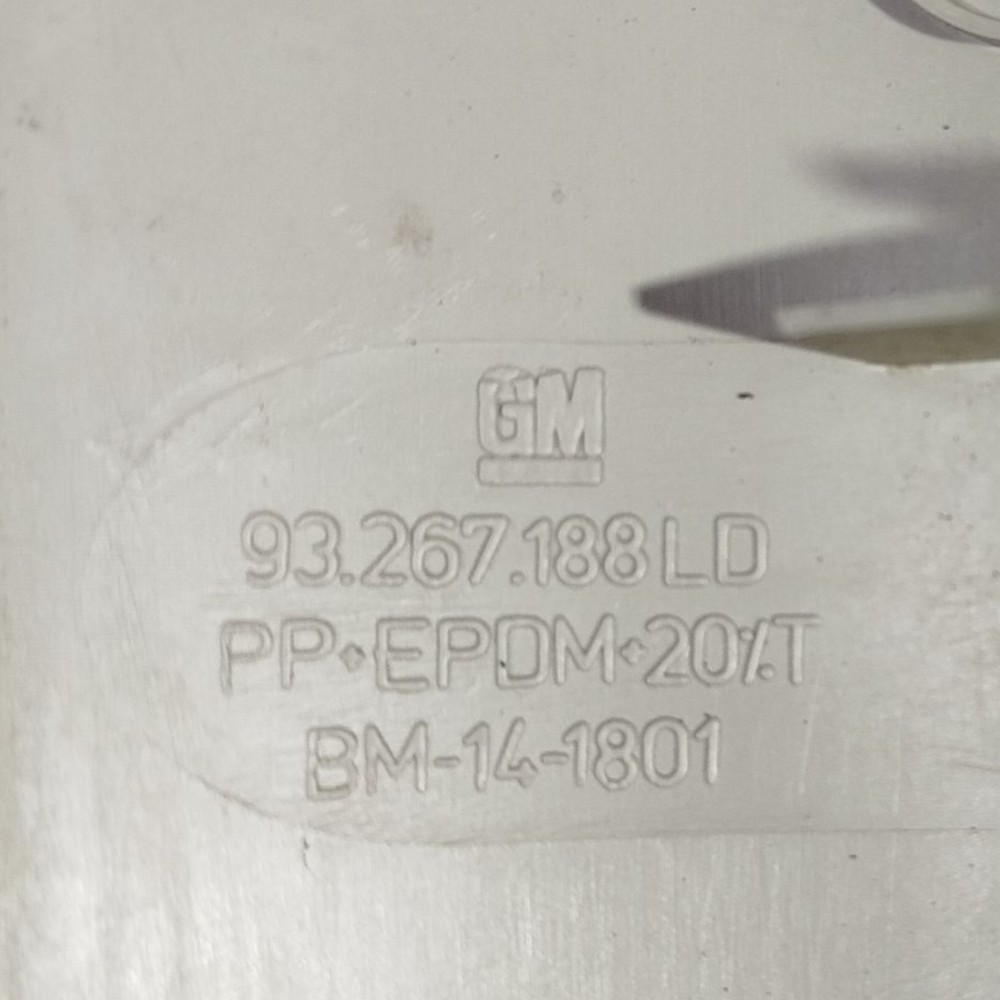 GM
93.267.188 LD
PP+EPDM+20%T
BM-14-1801